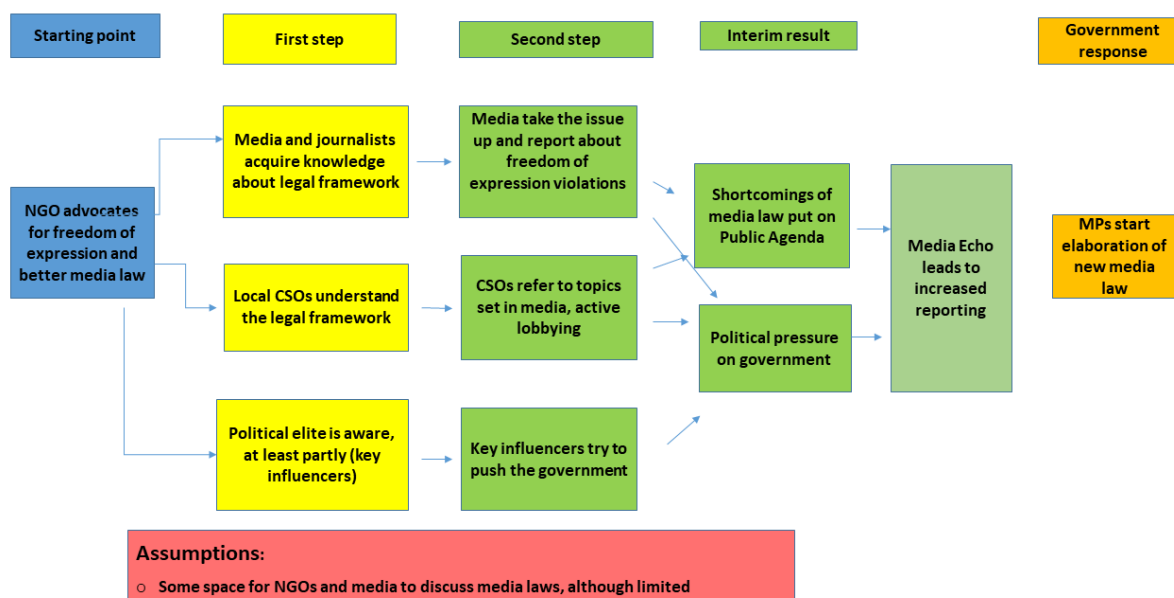 Starting point
First step
Second step
Interim result
Government
response
NGO advocates
for freedom of
expression and
better media law
Media and journalists
acquire knowledge
about legal framework
Media take the issue
up and report about
freedom of
expression violations
Shortcomings of
media law put on
Public Agenda
Media Echo
leads to
increased
reporting
MPs start
elaboration of
new media
law
Local CSOs understand
the legal framework
CSOs refer to topics
set in media, active
lobbying
Political pressure
on government
Political elite is aware,
at least partly (key
influencers)
Key influencers try to
push the government
Assumptions:
o Some space for NGOs and media to discuss media laws, although limited